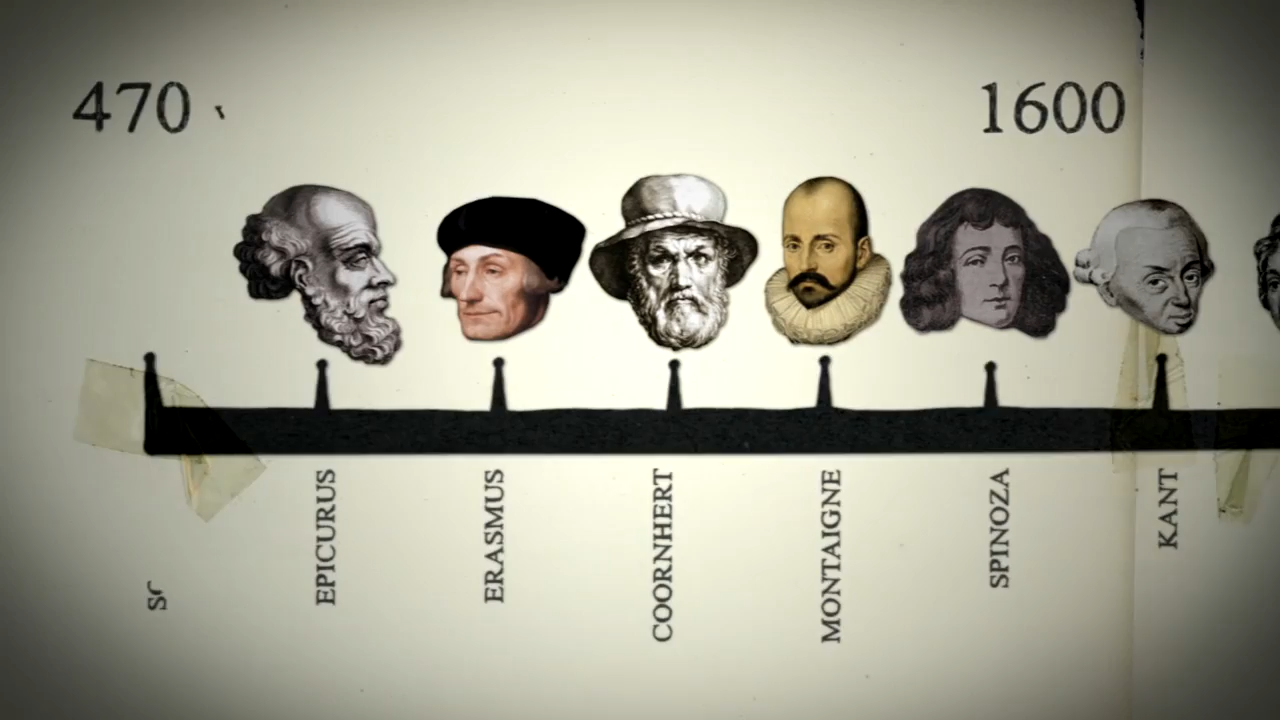 470
1600
EPICURUS
ERASMUS
COORNHERT
MONTAIGNE
SPINOZA
KANT